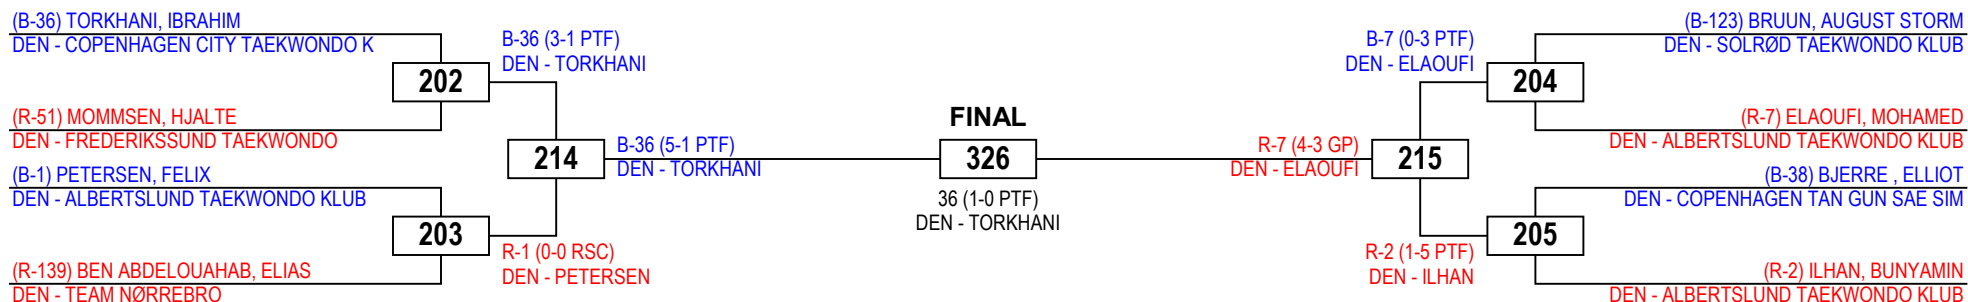 (B-36) TORKHANI, IBRAHIM
DEN - COPENHAGEN CITY TAEKWONDO K
(R-51) MOMMSEN, HJALTE
DEN - FREDERIKSSUND TAEKWONDO
(B-1) PETERSEN, FELIX
DEN - ALBERTSLUND TAEKWONDO KLUB
(R-139) BEN ABDELOUAHAB, ELIAS
DEN - TEAM NØRREBRO
202
203
B-36 (3-1 PTF)
DEN - TORKHANI
R-1 (0-0 RSC)
DEN - PETERSEN
214
B-36 (5-1 PTF)
DEN - TORKHANI
FINAL
326
36 (1-0 PTF)
DEN - TORKHANI
R-7 (4-3 GP)
DEN - ELAOUFI
215
B-7 (0-3 PTF)
DEN - ELAOUFI
R-2 (1-5 PTF)
DEN - ILHAN
204
205
(B-123) BRUUN, AUGUST STORM
DEN - SOLRØD TAEKWONDO KLUB
(R-7) ELAOUFI, MOHAMED
DEN - ALBERTSLUND TAEKWONDO KLUB
(B-38) BJERRE , ELLIOT
DEN - COPENHAGEN TAN GUN SAE SIM
(R-2) ILHAN, BUNYAMIN
DEN - ALBERTSLUND TAEKWONDO KLUB